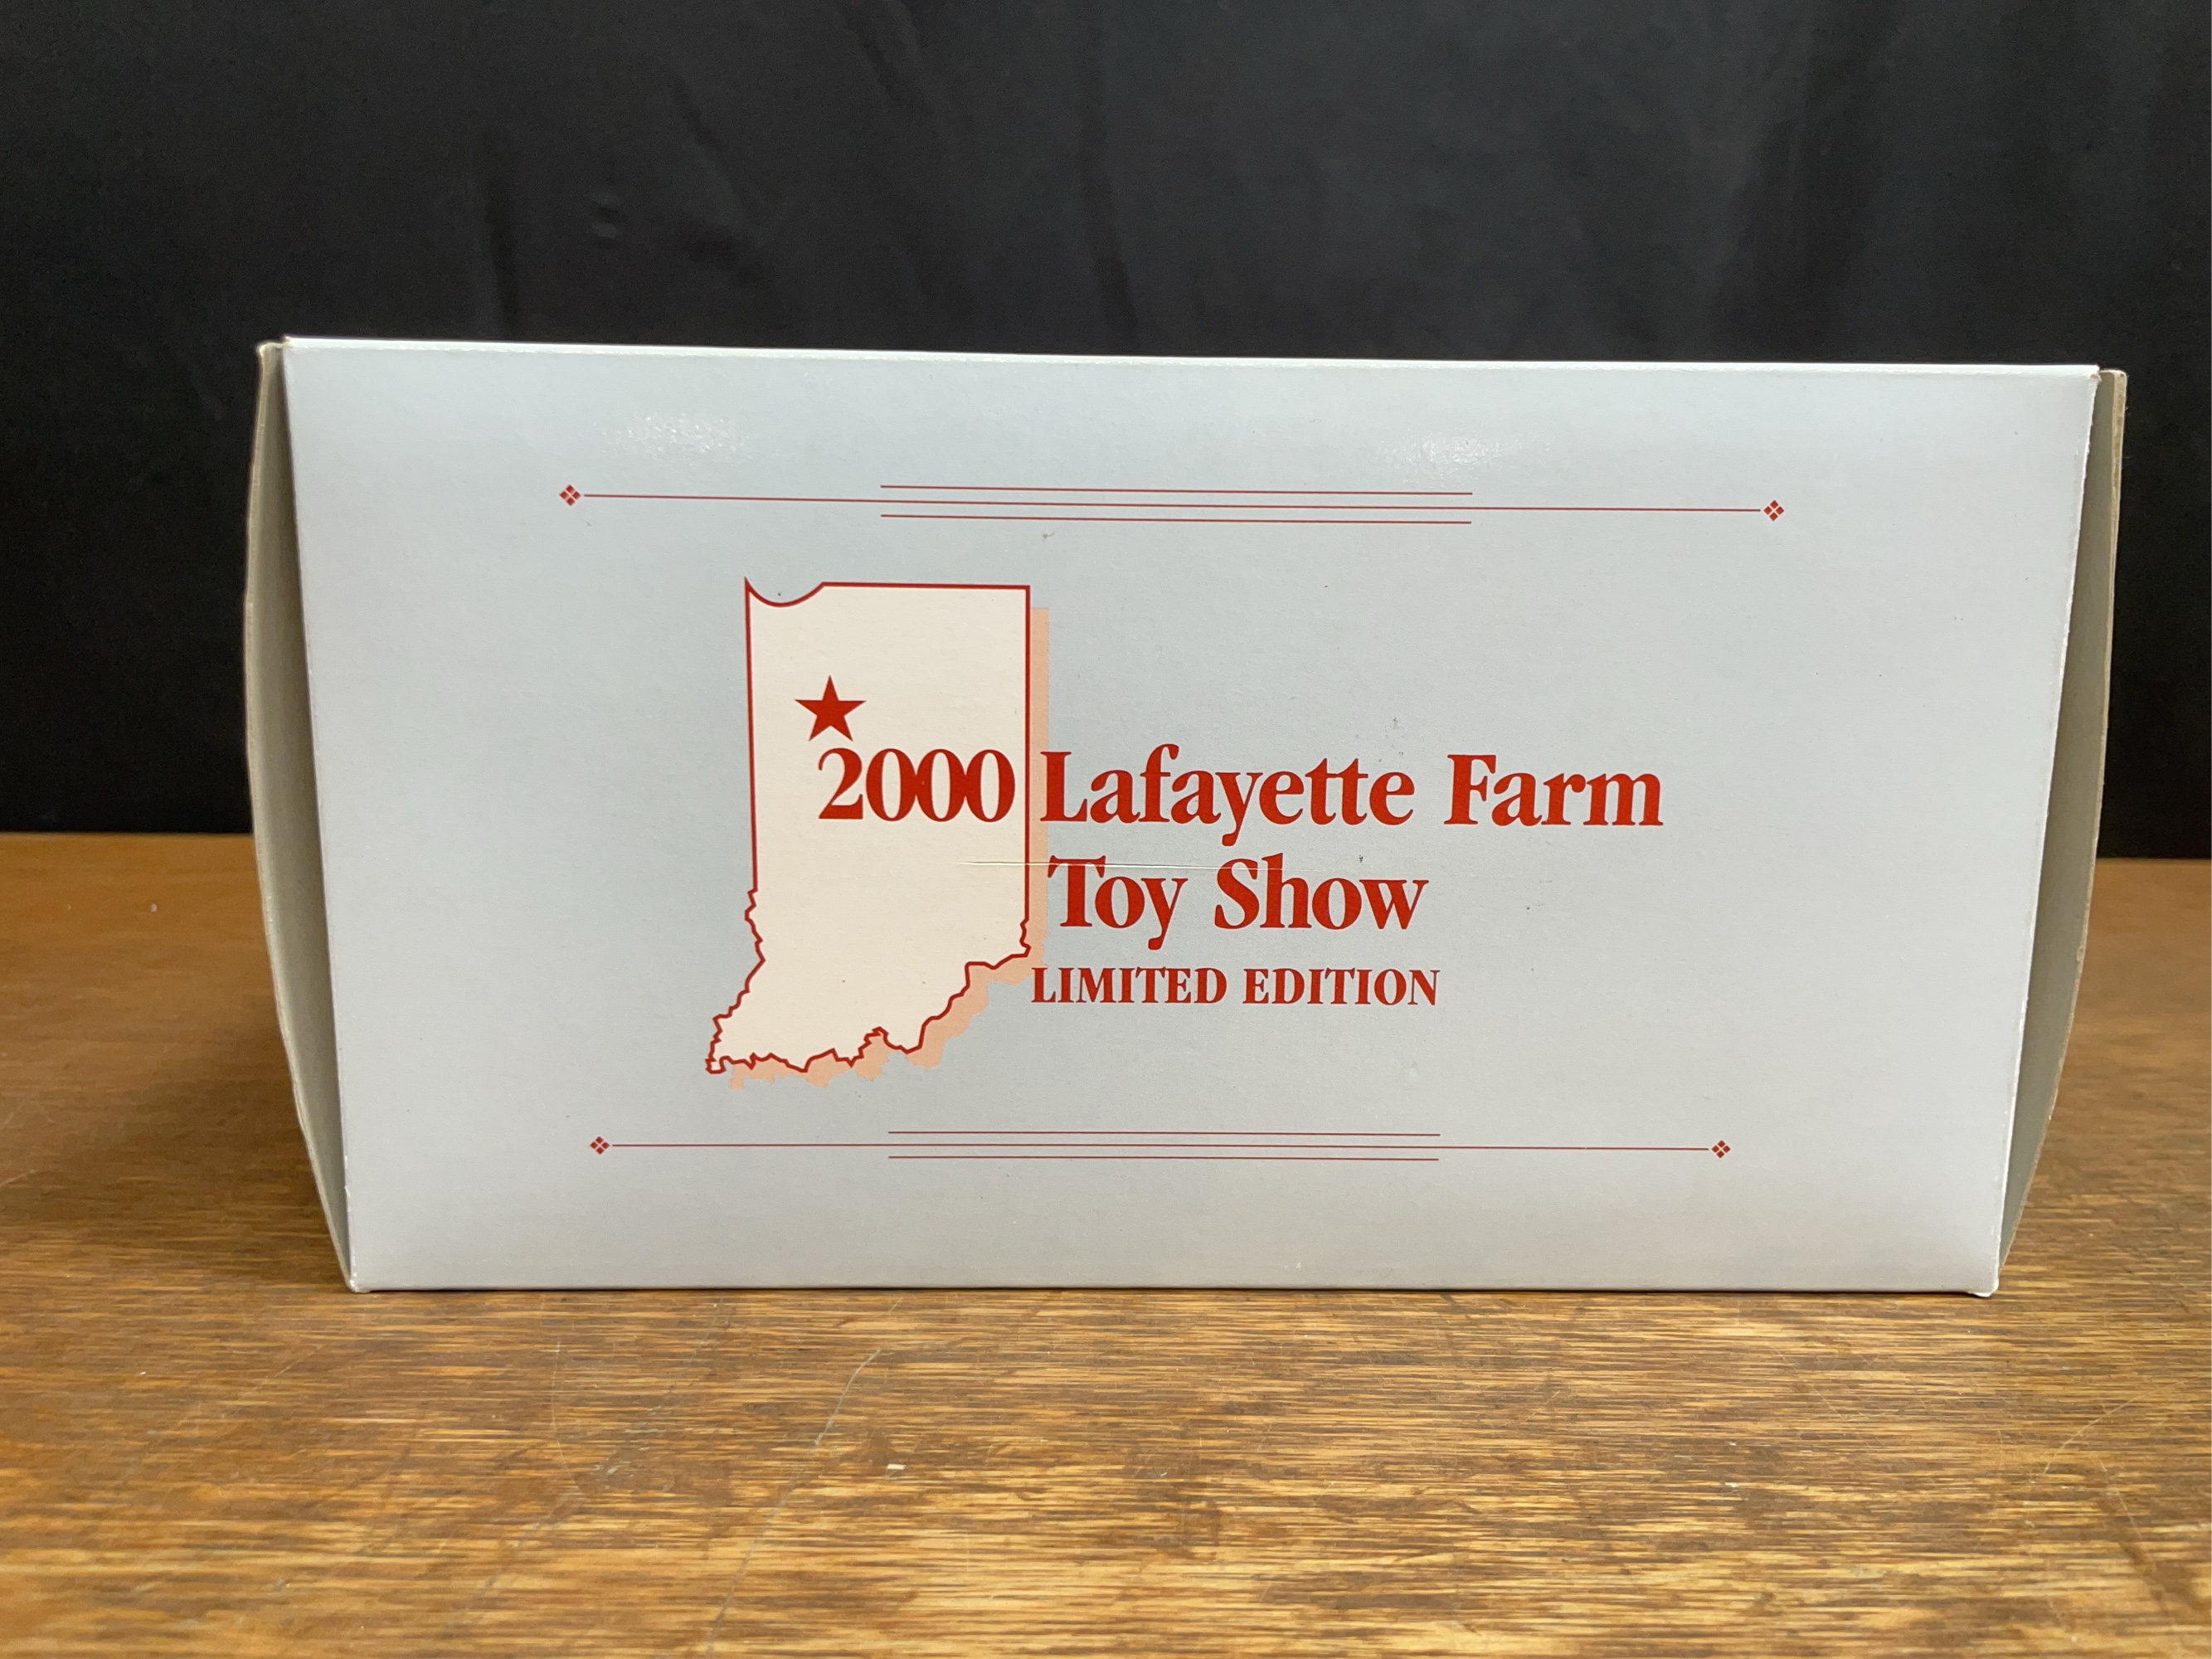 2000 Lafayette Farm
Toy Show
LIMITED EDITION